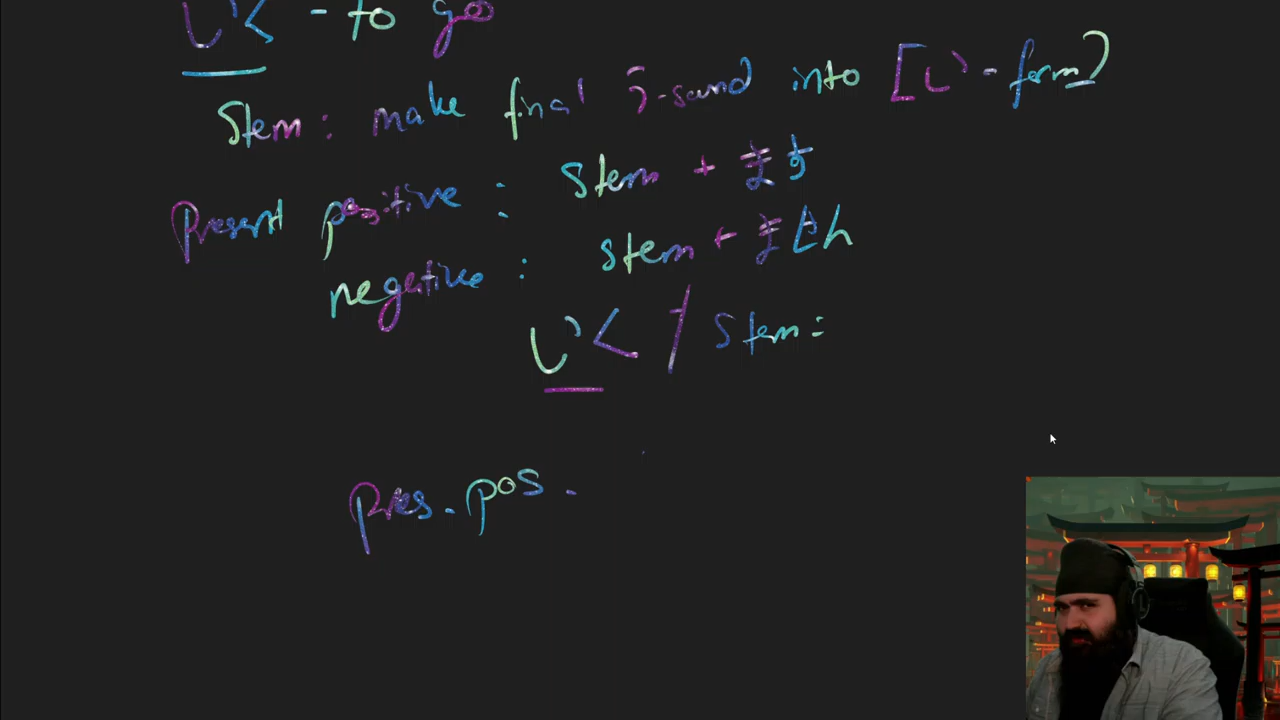 いく - to go
Stem: make final う-sound into [い-form]
Present positive : Stem + ます
negetive : stem + ません
いく / Stem:
pres. pos.